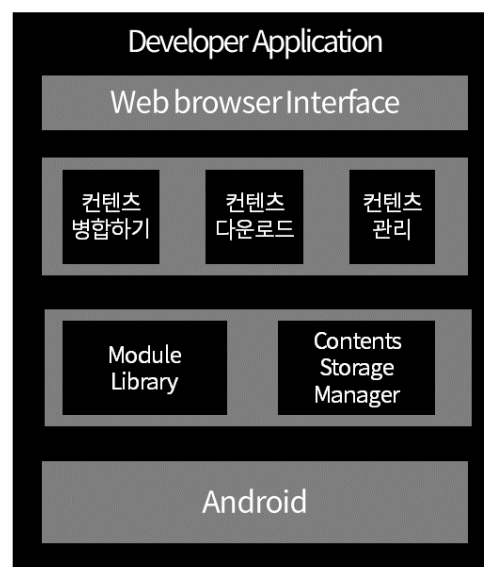 Developer Application
Web browser Interface
컨텐츠 컨텐츠 컨텐츠
병합하기 다운로드 관리
Module
Library
Contents
Storage
Manager
Android